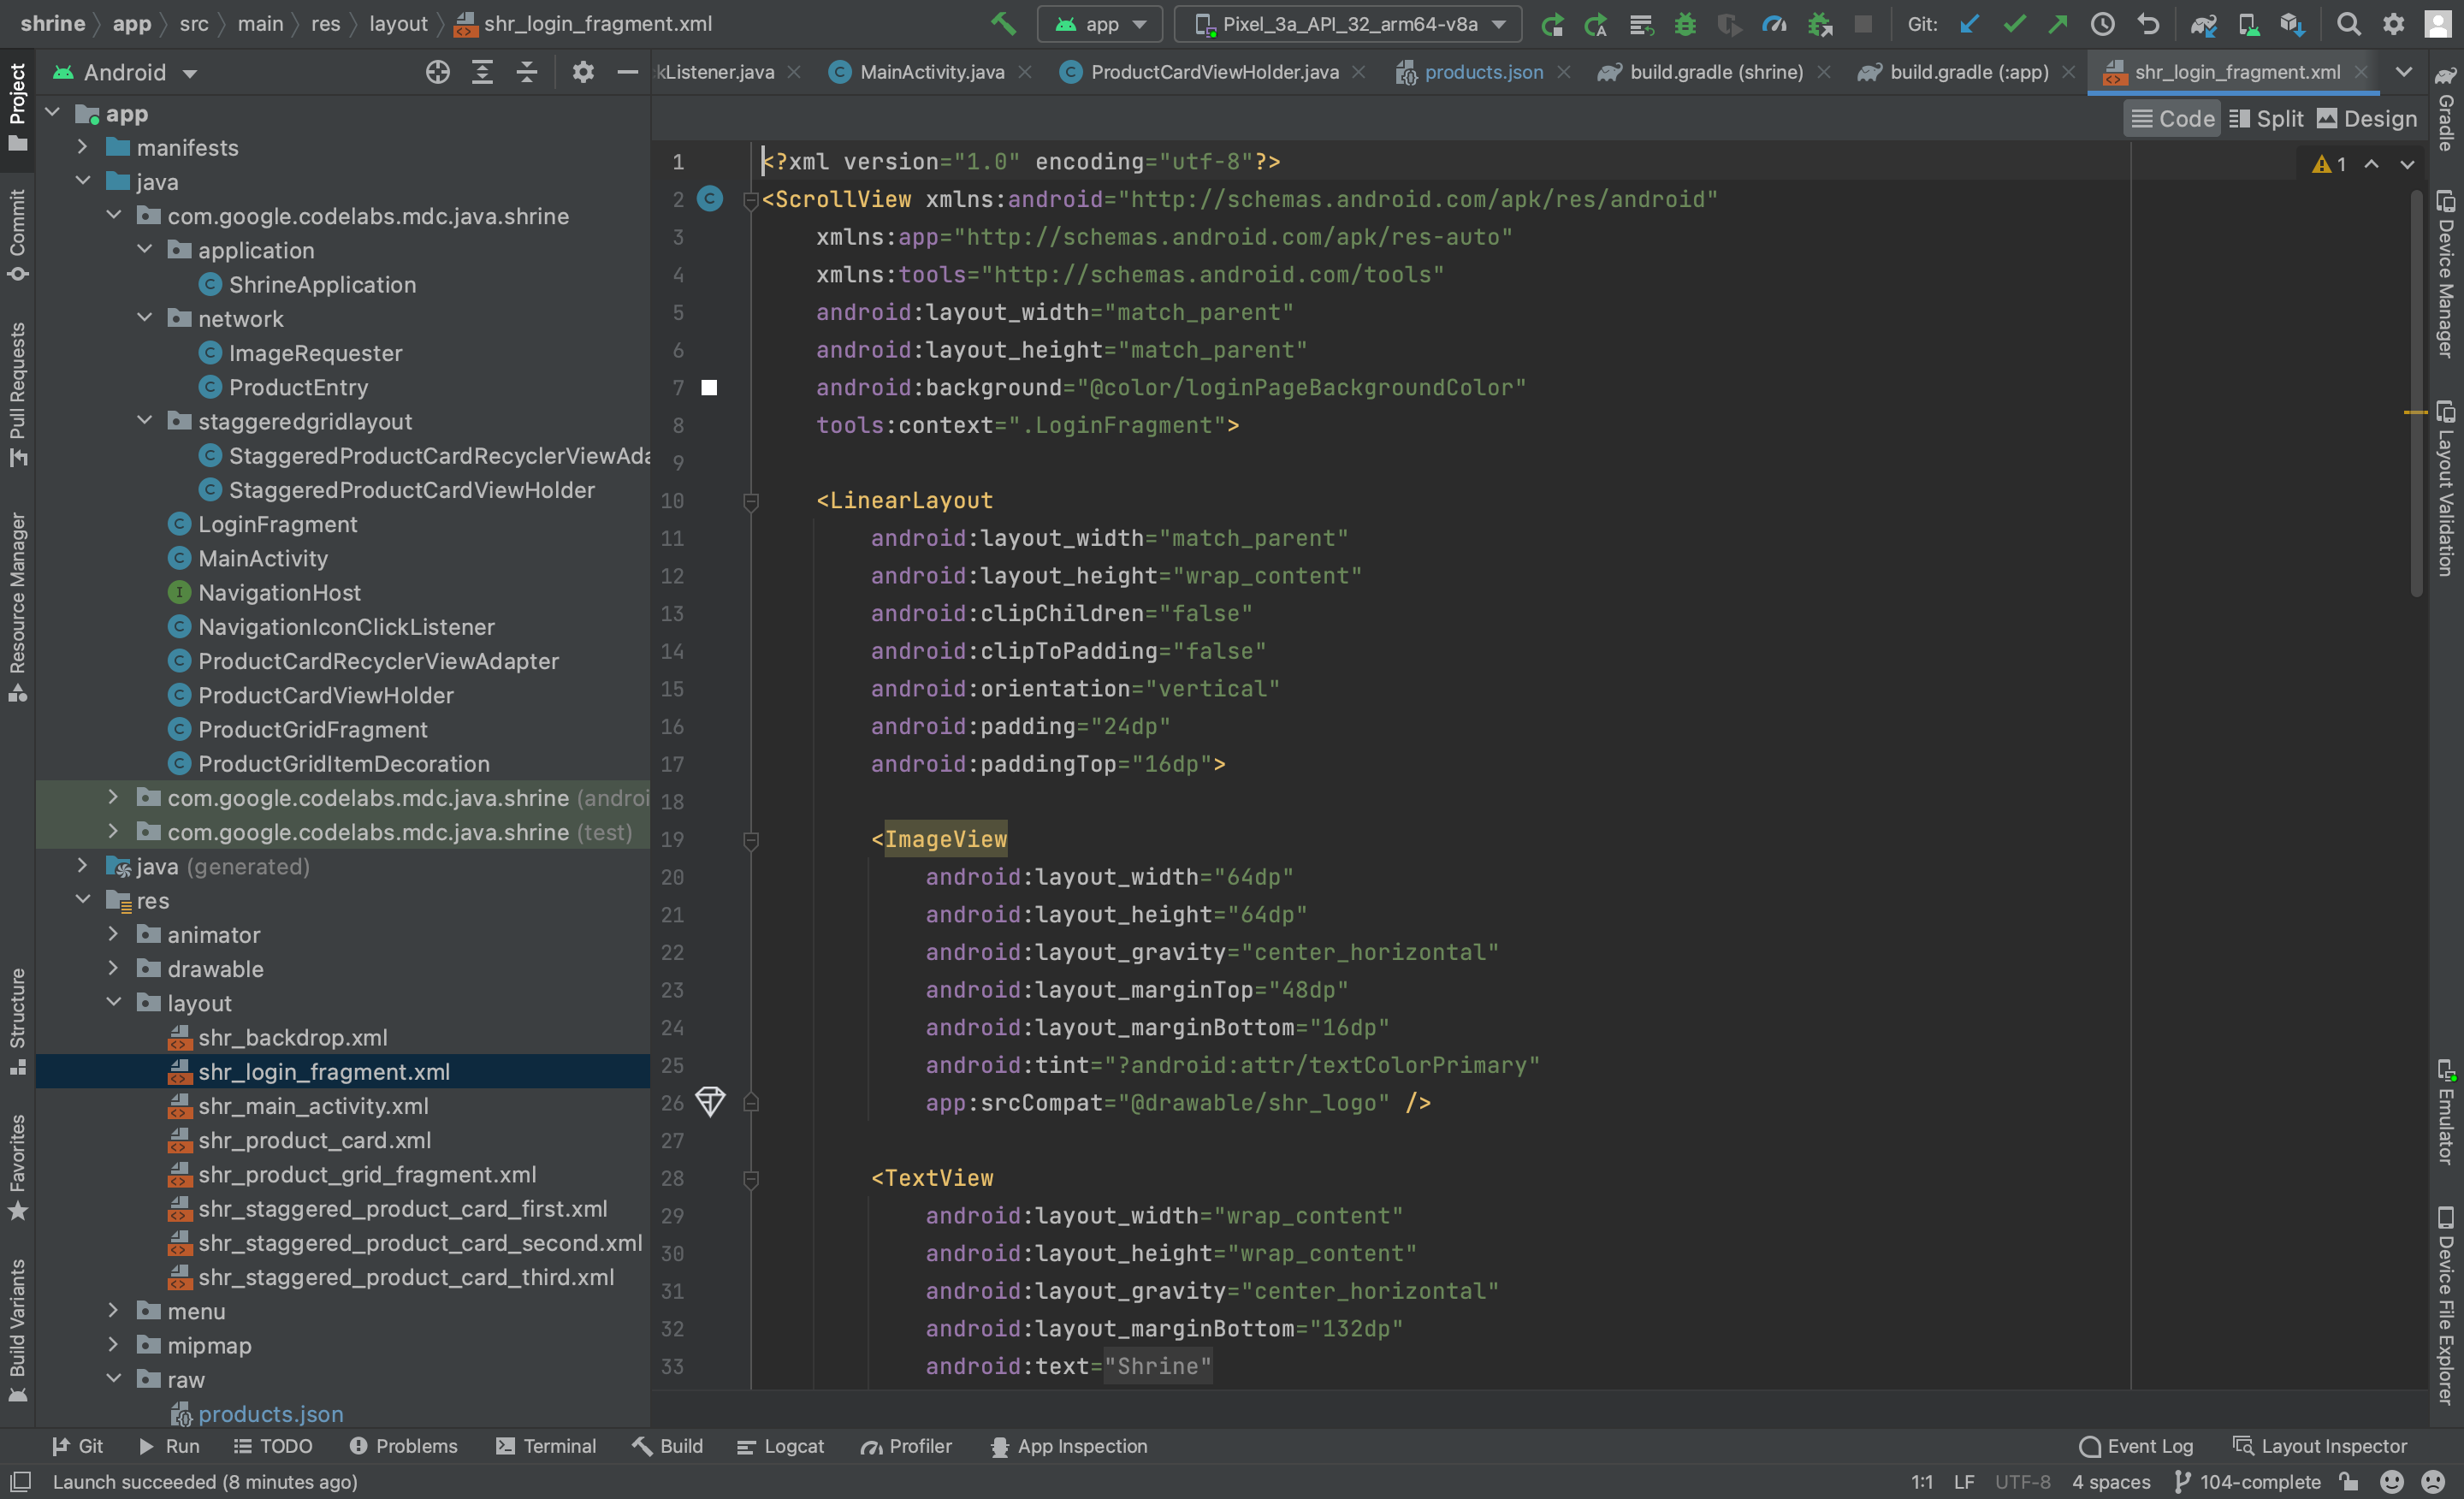 shrine app src main res layout shr_login_fragment.xml app Pixel_3a_API_32_arm64-v8a Git:
Android
kListener.java MainActivity.java ProductCardViewHolder.java products.json build.gradle (shrine) build.gradle (:app) shr_login_fragment.xml
Code Split Design
Project
Commit
Pull Requests
Resource Manager
Structure
Favorites
Build Variants
app
manifests
java
com.google.codelabs.mdc.java.shrine
application
ShrineApplication
network
ImageRequester
ProductEntry
staggeredgridlayout
StaggeredProductCardRecyclerViewAda
StaggeredProductCardViewHolder
LoginFragment
MainActivity
NavigationHost
NavigationIconClickListener
ProductCardRecyclerViewAdapter
ProductCardViewHolder
ProductGridFragment
ProductGridItemDecoration
com.google.codelabs.mdc.java.shrine (androi
com.google.codelabs.mdc.java.shrine (test)
java (generated)
res
animator
drawable
layout
shr_backdrop.xml
shr_login_fragment.xml
shr_main_activity.xml
shr_product_card.xml
shr_product_grid_fragment.xml
shr_staggered_product_card_first.xml
shr_staggered_product_card_second.xml
shr_staggered_product_card_third.xml
menu
mipmap
raw
products.json
1 <?xml version="1.0" encoding="utf-8"?>
2 <ScrollView xmlns:android="http://schemas.android.com/apk/res/android"
3 xmlns:app="http://schemas.android.com/apk/res-auto"
4 xmlns:tools="http://schemas.android.com/tools"
5 android:layout_width="match_parent"
6 android:layout_height="match_parent"
7 android:background="@color/loginPageBackgroundColor"
8 tools:context=".LoginFragment">
9
10 <LinearLayout
11 android:layout_width="match_parent"
12 android:layout_height="wrap_content"
13 android:clipChildren="false"
14 android:clipToPadding="false"
15 android:orientation="vertical"
16 android:padding="24dp"
17 android:paddingTop="16dp">
18
19 <ImageView
20 android:layout_width="64dp"
21 android:layout_height="64dp"
22 android:layout_gravity="center_horizontal"
23 android:layout_marginTop="48dp"
24 android:layout_marginBottom="16dp"
25 android:tint="?android:attr/textColorPrimary"
26 app:srcCompat="@drawable/shr_logo" />
27
28 <TextView
29 android:layout_width="wrap_content"
30 android:layout_height="wrap_content"
31 android:layout_gravity="center_horizontal"
32 android:layout_marginBottom="132dp"
33 android:text="Shrine"
1
Gradle
Device Manager
Layout Validation
Emulator
Device File Explorer
Git Run TODO Problems Terminal Build Logcat Profiler App Inspection Event Log Layout Inspector
Launch succeeded (8 minutes ago) 1:1 LF UTF-8 4 spaces 104-complete